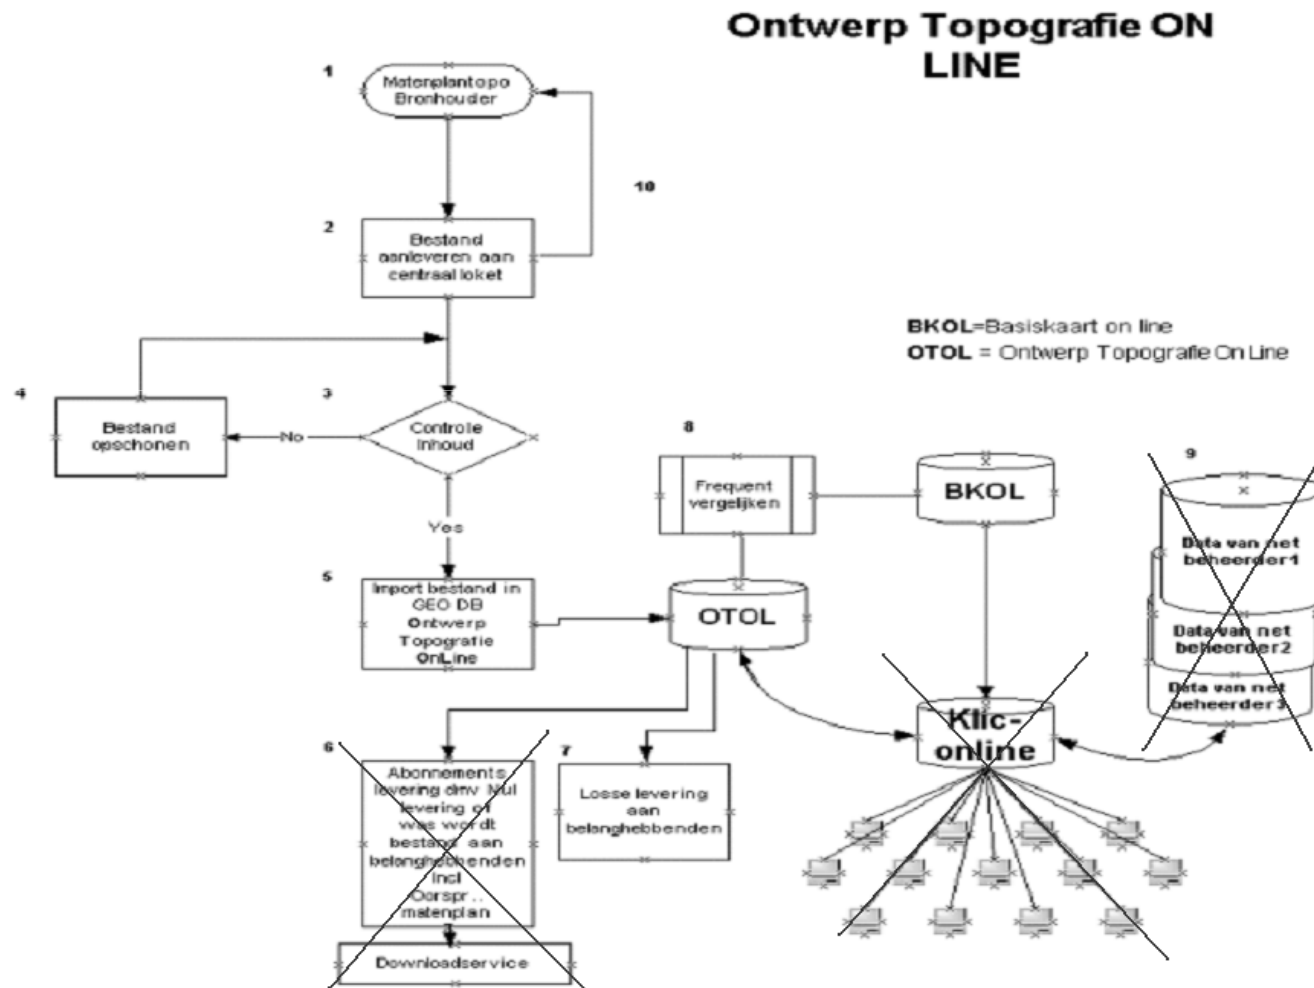 Ontwerp Topografie ON
LINE
1
Matenplantopo
Bronhouder
10
2
Bestand
aanleveren aan
centraal loket
BKOL=Basiskaart on line
OTOL = Ontwerp Topografie On Line
4
Bestand
opschonen
No
3
Controle
Inhoud
Yes
8
Frequent
vergelijken
BKOL
9
Data van net
beheerder1
Data van net
beheerder2
Data van net
beheerder3
5
Import bestand in
GEO DB
Ontwerp
Topografie
OnLine
OTOL
Klic-
online
6
Abonnements
levering dmv Nul
levering of
was wordt
bestand aan
belanghebbenden
Incl
Oorspr..
matenplan
7
Losse levering
aan
belanghebbenden
Downloadservice